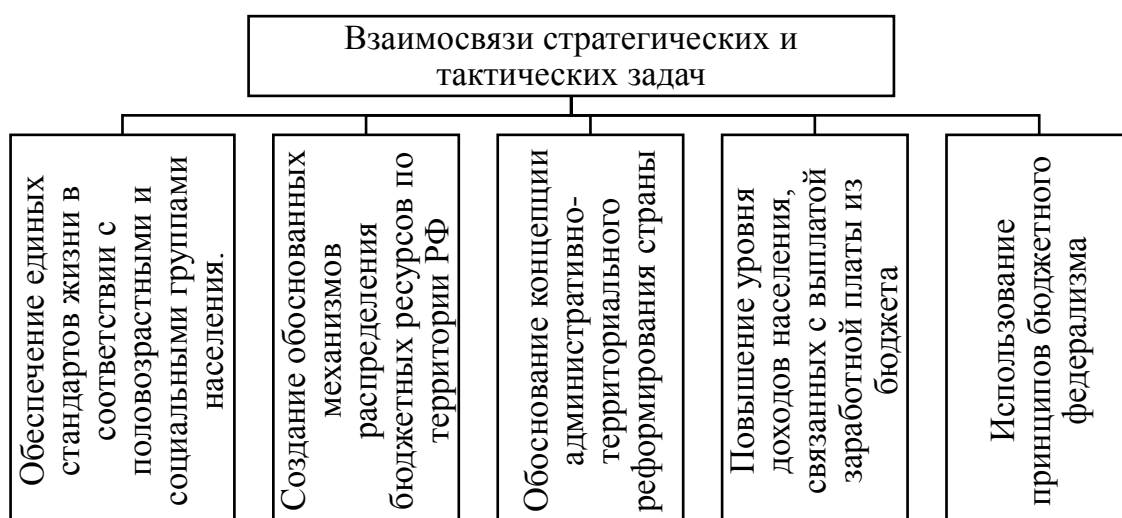 Взаимосвязи стратегических и
тактических задач
Обеспечение единых
стандартов жизни в
соответствии с
половозрастными и
социальными группами
населения.
Создание обоснованных
механизмов
распределения
бюджетных ресурсов по
территории РФ
Обоснование концепции
административно-
территориального
реформирования страны
Повышение уровня
доходов населения,
связанных с выплатой
заработной платы из
бюджета
Использование
принципов бюджетного
федерализма